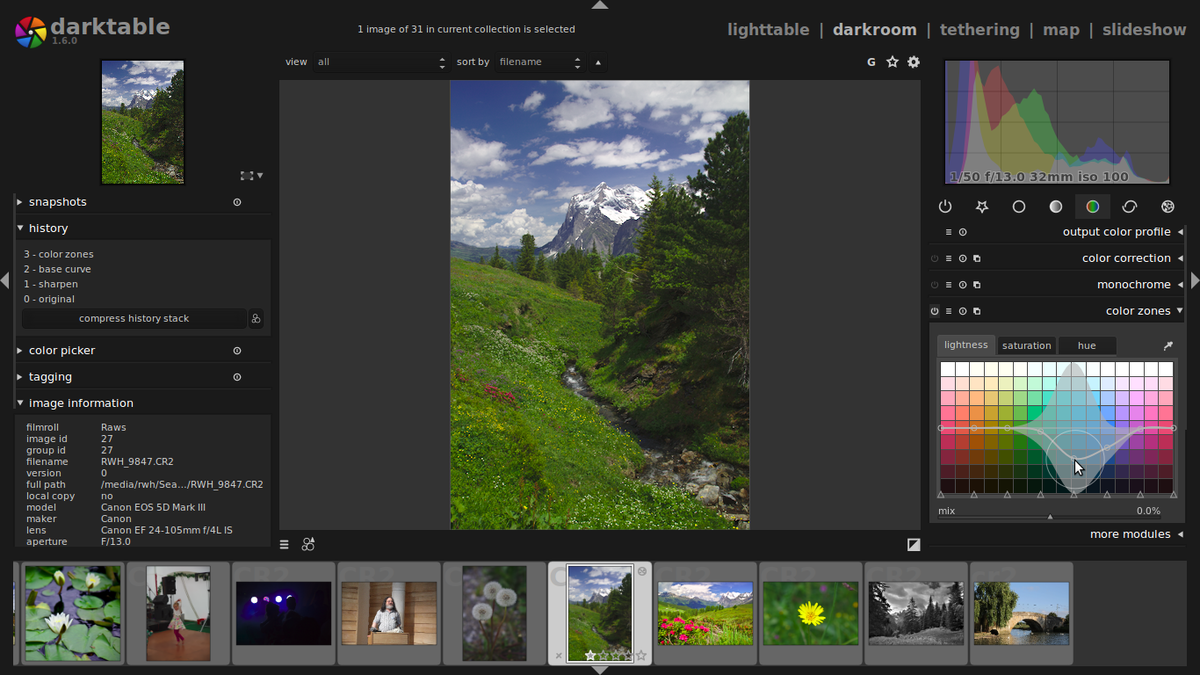 darktable
1.6.0
1 image of 31 in current collection is selected
lighttable | darkroom | tethering | map | slideshow
view all sort by filename
G
1/50 f/13.0 32mm iso 100
snapshots
history
3 - color zones
2 - base curve
1 - sharpen
0 - original
compress history stack
color picker
tagging
image information
filmroll Raws
image id 27
group id 27
filename RWH_9847.CR2
version 0
full path /media/rwh/Sea.../RWH_9847.CR2
local copy no
model Canon EOS 5D Mark III
maker Canon
lens Canon EF 24-105mm f/4L IS
aperture F/13.0
output color profile
color correction
monochrome
color zones
lightness saturation hue
mix 0.0%
more modules